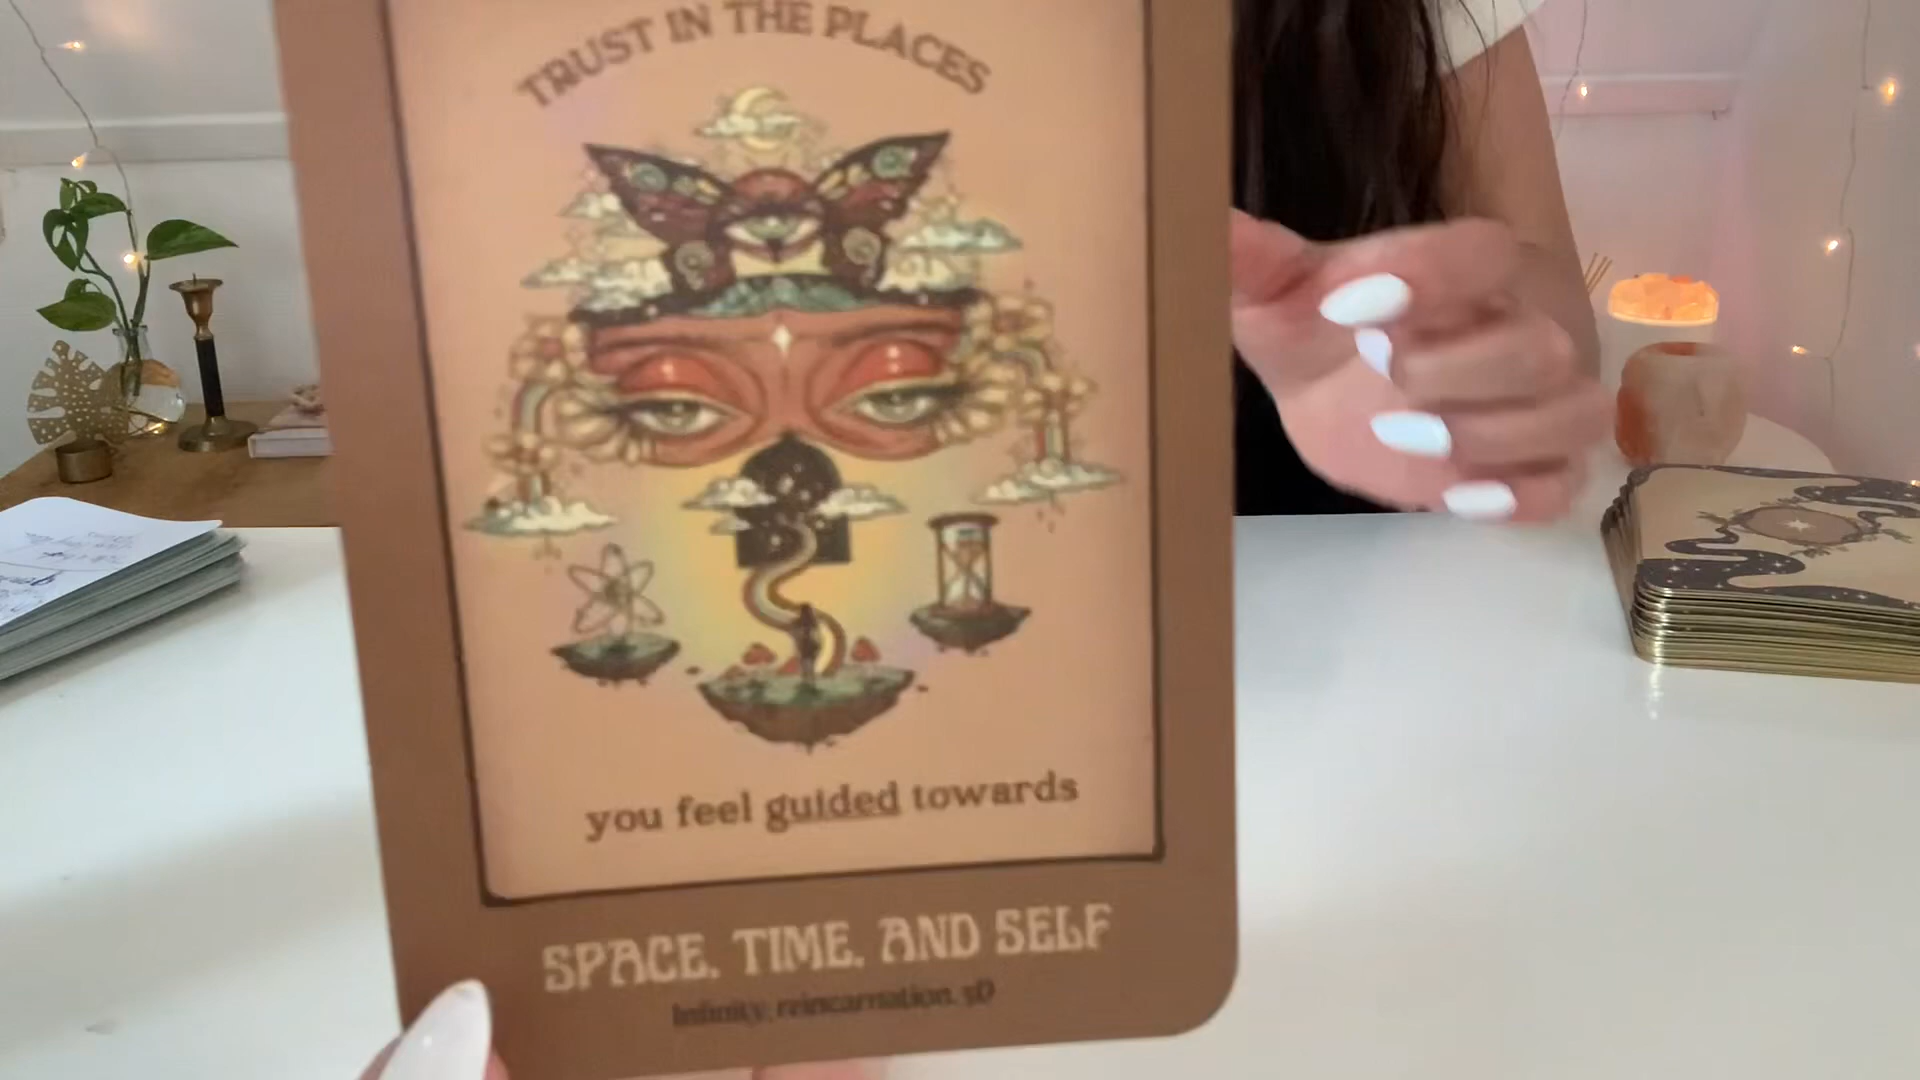 TRUST IN THE PLACES
you feel guided towards
SPACE, TIME, AND SELF
Infinity, reincarnation, 5D